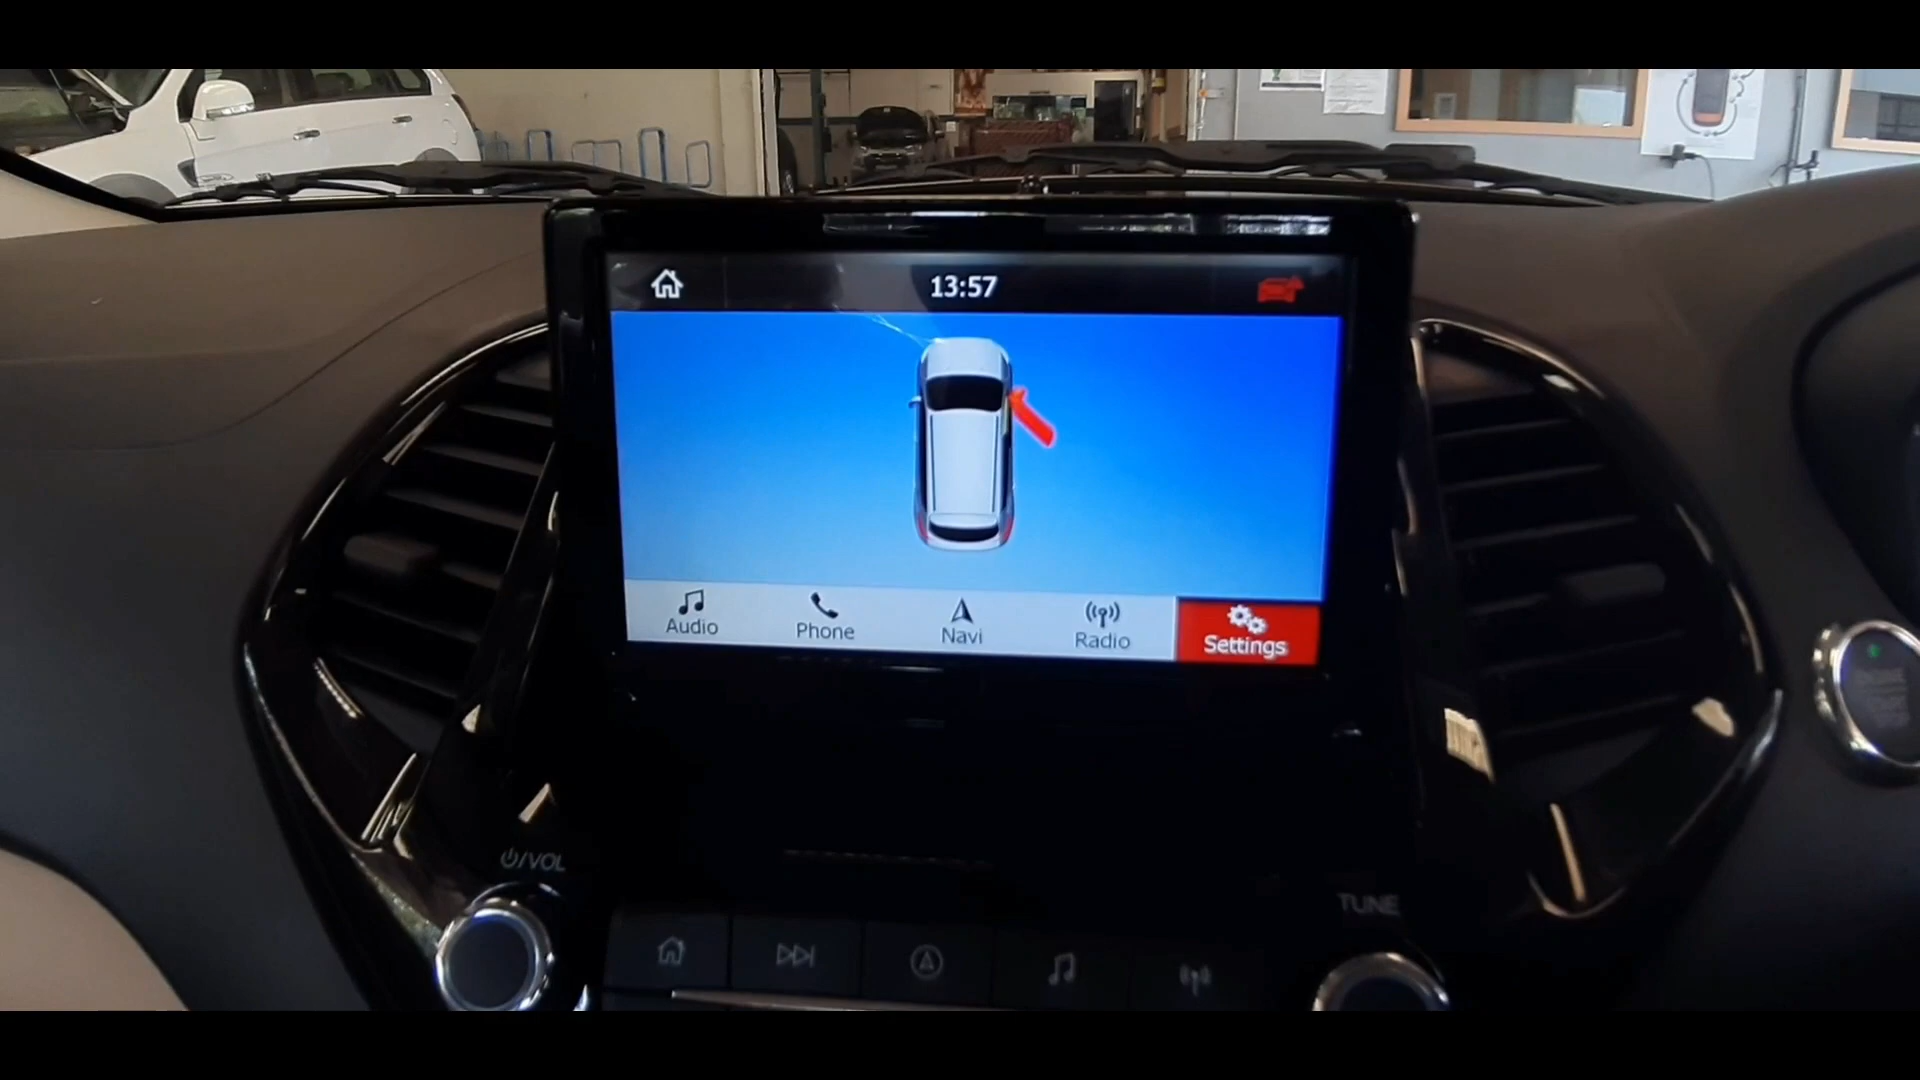 13:57
Audio
Phone
Navi
Radio
Settings
/VOL
TUNE